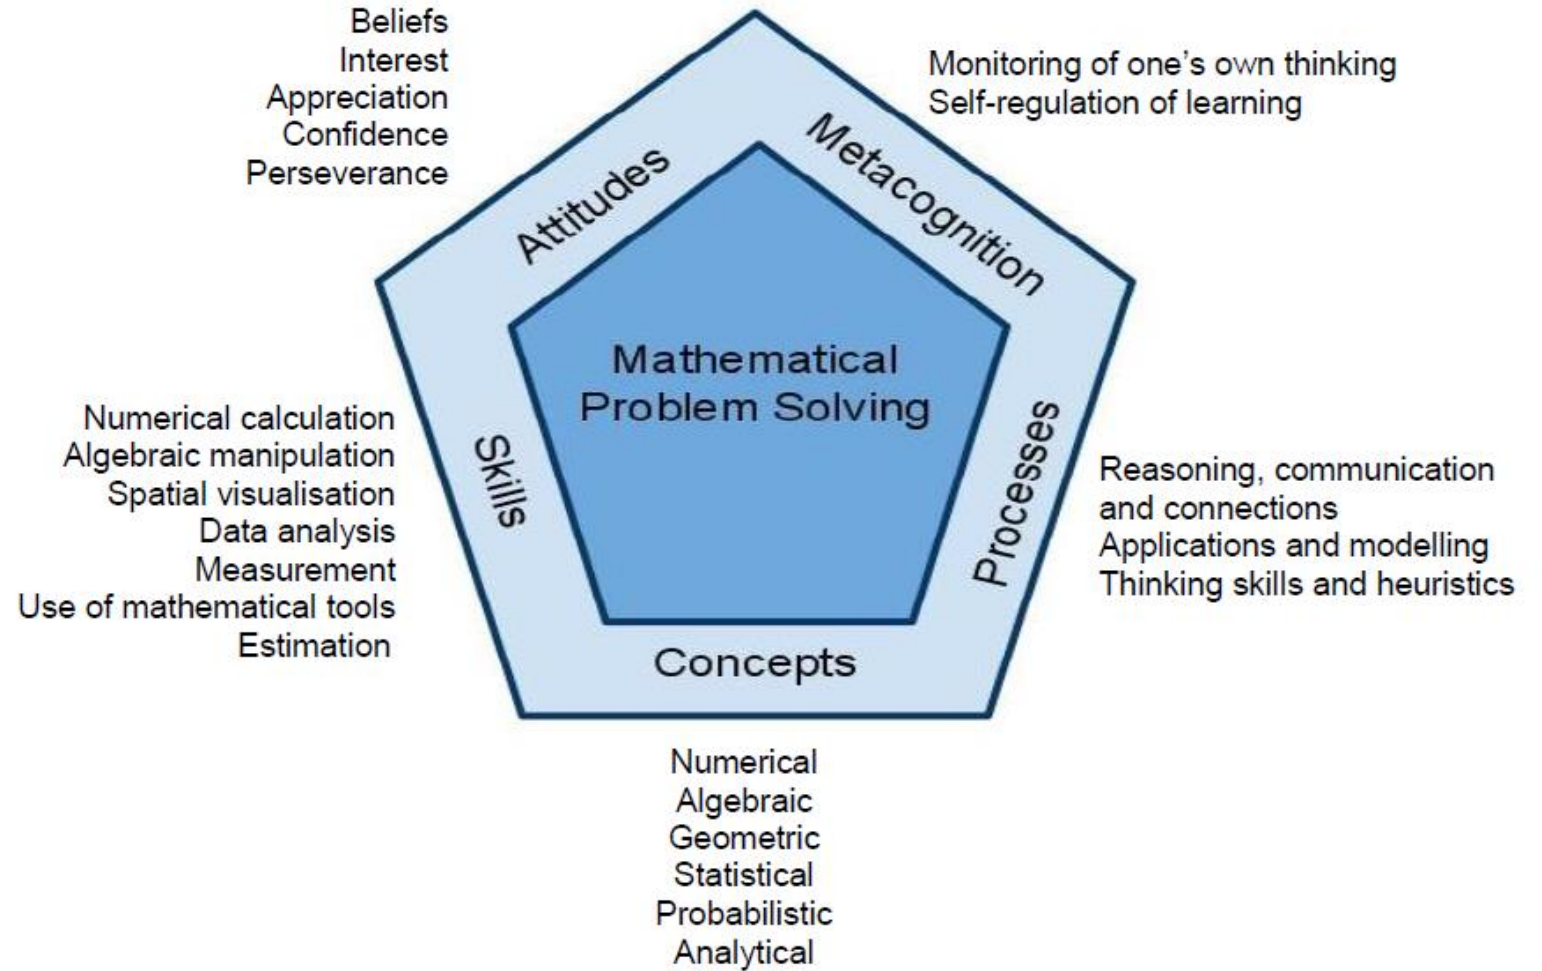 Beliefs
Interest
Appreciation
Confidence
Perseverance
Monitoring of one's own thinking
Self-regulation of learning
Attitudes
Metacognition
Mathematical
Problem Solving
Skills
Processes
Concepts
Numerical calculation
Algebraic manipulation
Spatial visualisation
Data analysis
Measurement
Use of mathematical tools
Estimation
Reasoning, communication
and connections
Applications and modelling
Thinking skills and heuristics
Numerical
Algebraic
Geometric
Statistical
Probabilistic
Analytical